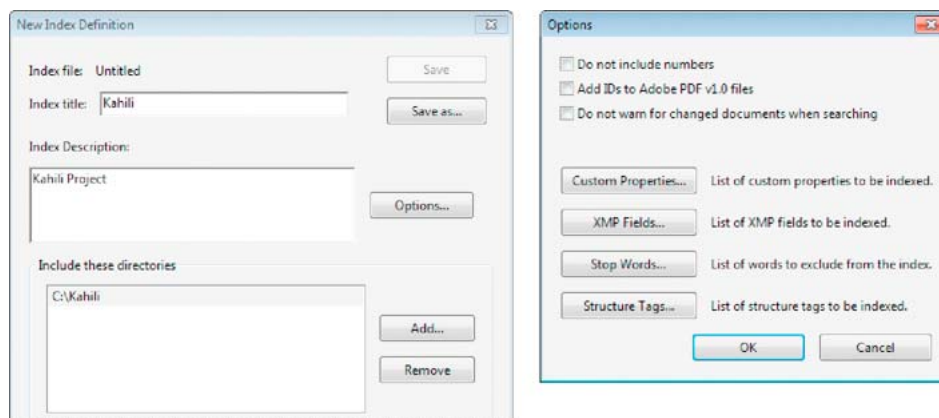 New Index Definition
Index file: Untitled
Save
Index title: Kahili
Save as...
Index Description:
Kahili Project
Options...
Include these directories
C:\Kahili
Add...
Remove
Options
Do not include numbers
Add IDs to Adobe PDF v1.0 files
Do not warn for changed documents when searching
Custom Properties... List of custom properties to be indexed.
XMP Fields... List of XMP fields to be indexed.
Stop Words... List of words to exclude from the index.
Structure Tags... List of structure tags to be indexed.
OK Cancel